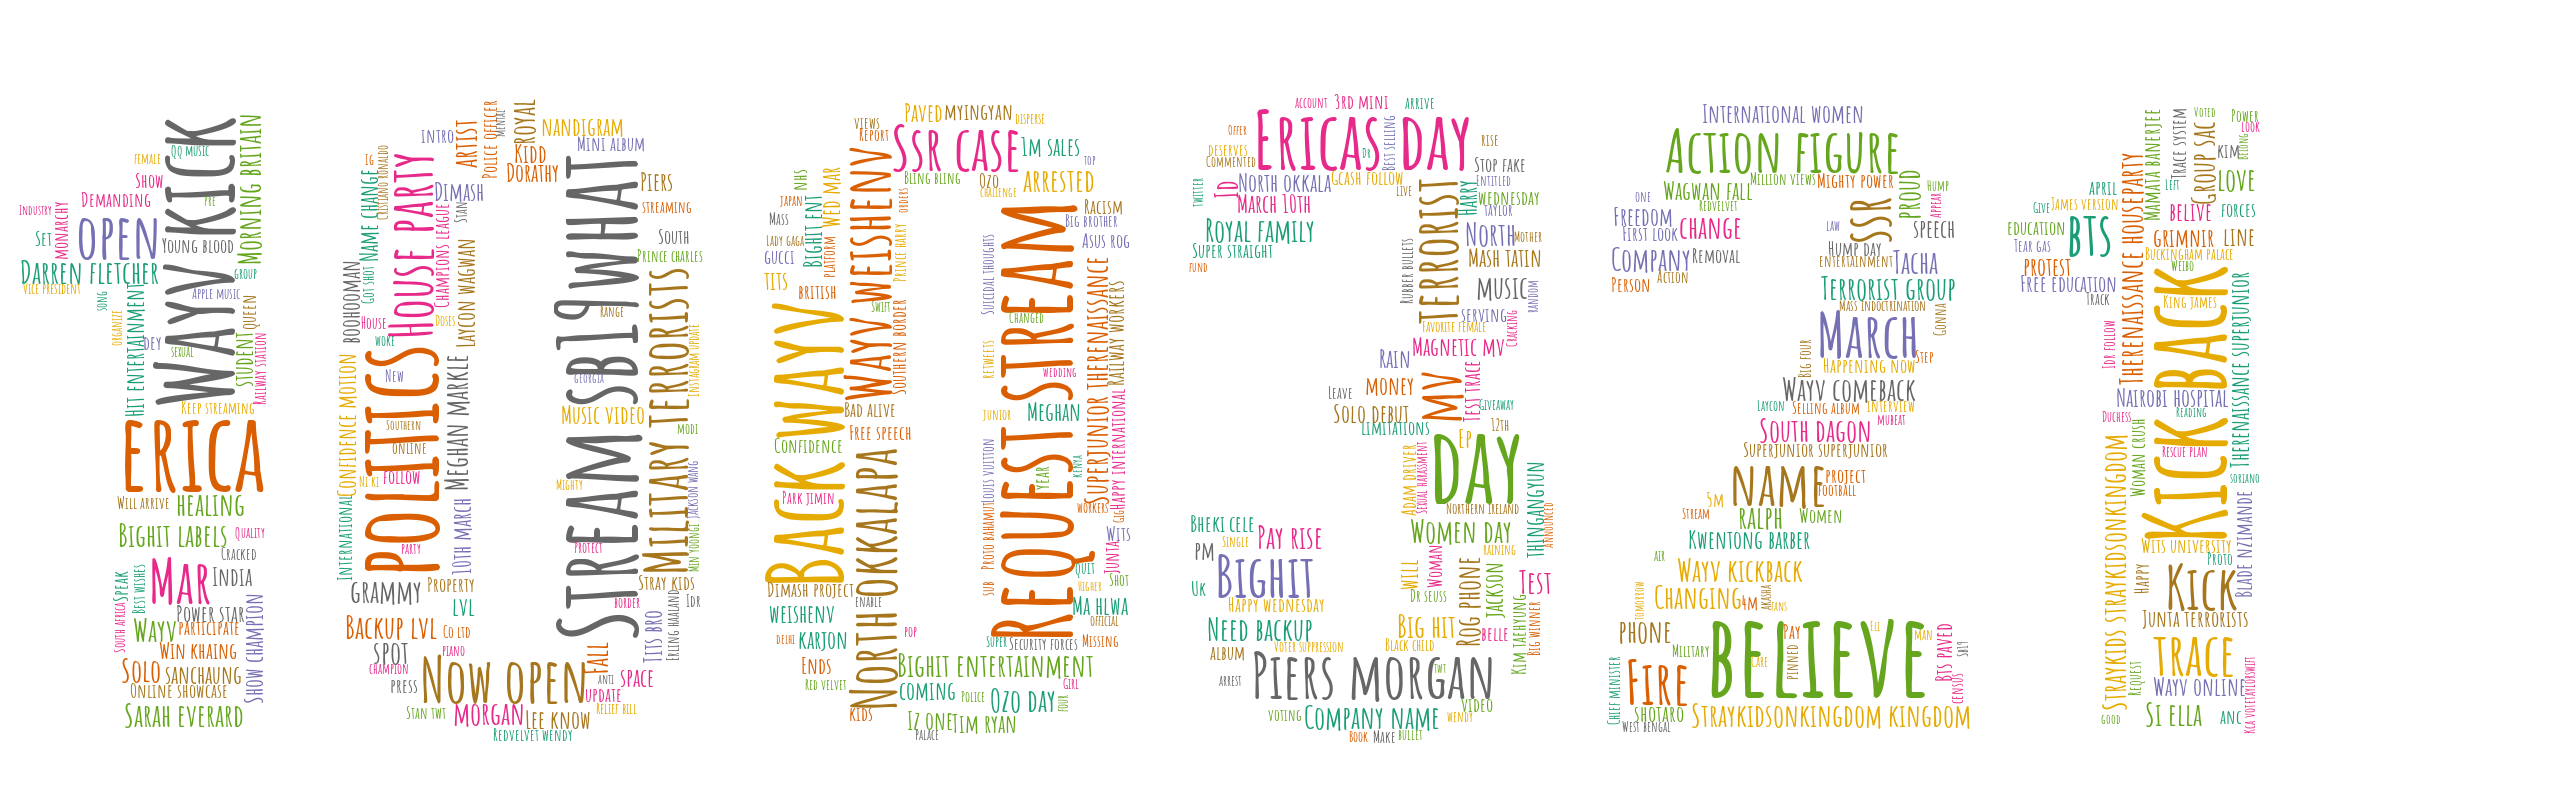 WAYV KICK
MORNING BRITAIN
QQ MUSIC
FEMALE
SHOW
PRE
DEMANDING
INDUSTRY
MONARCHY
OPEN
YOUNG BLOOD
SET
DARREN FLETCHER
GROUP
VICE PRESIDENT
SONG
APPLE MUSIC
QUEEN
ORGANIZE
HIT ENTERTAINMENT
DEY
SEXUAL
STUDENT
RAILWAY STATION
KEEP STREAMING
ERICA
WILL ARRIVE
HEALING
BIGHIT LABELS
QUALITY
CRACKED
MAR
INDIA
SPEAK
BEST WISHES
SOUTH AFRICA
POWER STAR
WAYV
PARTICIPATE
WIN KHAING
SOLO
SANCHAUNG
ONLINE SHOWCASE
SHOW CHAMPION
SARAH EVERARD
INTRO
ARTIST
POLICE OFFICER
MENTAL
ROYAL
NANDIGRAM
MINI ALBUM
KIDD
DORATHY
IG
CRISTIANO RONALDO
NAME CHANGE
HOUSE PARTY
DIMASH
STAN
CHAMPIONS LEAGUE
PIERS
STREAMING
SOUTH
PRINCE CHARLES
BOOHOOMAN
GOT SHOT
HOUSE
DOSES
LAYCON WAGWAN
WOKE
STREAMSB19WHAT
RANGE
GEORGIA
MIGHTY
PROTECT
POLITICS
NEW
SOUTHERN
ONLINE
FOLLOW
NI KI
PARTY
CONFIDENCE MOTION
MEGHAN MARKLE
MUSIC VIDEO
MILITARY TERRORISTS
INSTAGRAM UPDATE
MODI
JACKSON WANG
MIN YOONGI
INTERNATIONAL
10TH MARCH
GRAMMY
PROPERTY
STRAY KIDS
BORDER
IDR
BACKUP LVL
LVL
CO LTD
SPOT
PIANO
CHAMPION
PRESS
NOW OPEN
FALL
TITS BRO
ERLING HAALAND
ANTI
SPACE
UPDATE
RELIEF BILL
STAN TWT
MORGAN
LEE KNOW
REDVELVET WENDY
VIEWS
REPORT
PAVED
MYINGYAN
DISPERSE
SSR CASE
1M SALES
TOP
BLING BLING
OZO
CHALLENGE
ARRESTED
NHS
WED MAR
JAPAN
MASS
ORDERS
RACISM
BIG BROTHER
ASUS ROG
LADY GAGA
GUCCI
BIGHIT ENT
PLATFORM
PRINCE HARRY
TITS
BRITISH
SWIFT
WAYV WEISHENV
SOUTHERN BORDER
SUICIDAL THOUGHTS
CHANGED
RETWEETS
WEDDING
REQUEST STREAM
RAILWAY WORKERS
SUPERJUNIOR THERENAISSANCE
HAPPY INTERNATIONAL
BACK WAYV
BAD ALIVE
CONFIDENCE
FREE SPEECH
JUNIOR
MEGHAN
PARK JIMIN
NORTHOKKALAPA
LOUIS VUITTON
PROTO BAHAMUT
YEAR
KENYA
WORKERS
GIG
WITS
JUNTA
SUB
QUIT
HIGHER
SHOT
DIMASH PROJECT
ENABLE
WEISHENV
MA HLWA
OFFICIAL
DELHI
KARJON
POP
SUPER
SECURITY FORCES
MISSING
ENDS
BIGHIT ENTERTAINMENT
RED VELVET
COMING
POLICE
OZO DAY
GIRL
FOUR
KIDS
IZ ONE
TIM RYAN
PALACE
ACCOUNT
3RD MINI
ARRIVE
OFFER
ERICAS DAY
DR
BEST SELLING
RISE
DESERVES
COMMENTED
STOP FAKE
ENTITLED
TWITTER
JD
NORTH OKKALA
GCASH FOLLOW
LIVE
MARCH 10TH
HARY
WEDNESDAY
TAYLOR
ROYAL FAMILY
SUPER STRAIGHT
FUND
TERRORIST
RUBBER BULLETS
NORTH
MOTHER
MASH TATIN
MUSIC
RANDOM
SERVING
FAVORITE FEMALE
CRACKING
MAGNETIC MV
RAIN
MONEY
LEAVE
MV
TEST TRACE
GIVEAWAY
SOLO DEBUT
LIMITATIONS
EP
12TH
DAY
ADAM DRIVER
SEXUAL HARASSMENT
NORTHERN IRELAND
THINGANGYUN
ANNOUNCED
BHEKI CELE
SINGLE
PAY RISE
WOMEN DAY
PM
RAINING
BIGHIT
UK
WILL
WOMAN
ROG PHONE
JACKSON
TEST
DR SEUSS
HAPPY WEDNESDAY
KIM TAEHYUNG
BIG WINNER
NEED BACKUP
BIG HIT
BELLE
ALBUM
VOTER SUPPRESSION
BLACK CHILD
TWT
ARREST
PIERS MORGAN
VIDEO
VOTING
COMPANY NAME
WENDY
BOOK
MAKE
BULLET
INTERNATIONAL WOMEN
ACTION FIGURE
MILLION VIEWS
MIGHTY POWER
WAGWAN FALL
REDVELVET
ONE
PROUD
HUMP
APPEAR
FREEDOM
FIRST LOOK
CHANGE
LAW
SSR
SPEECH
HUMP DAY
COMPANY
REMOVAL
ENTERTAINMENT
TACHA
PERSON
ACTION
TERRORIST GROUP
MASS INDOCTRINATION
GONNA
MARCH
BIG FOUR
STEP
HAPPENING NOW
WAYV COMEBACK
LAYCON
SELLING ALBUM
INTERVIEW
MUBEAT
SOUTH DAGON
SUPERJUNIOR SUPERJUNIOR
NAME
PROJECT
FOOTBALL
5M
STREAM
RALPH
WOMEN
KWENTONG BARBER
AIR
WAYV KICKBACK
CHANGING
4M
AKASHA
FANS
TOMORROW
PHONE
BELIEVE
PAY
ELI
MAN
CARE
PINNED
MILITARY
BTS PAVED
SB19
CENSUS
CHIEF MINISTER
FIRE
SHOTARO
WEST BENGAL
STRAYKIDSONKINGDOM KINGDOM
VOTED
POWER
LOOK
MAMATA BANERJEE
TRACE SYSTEM
GROUP SAC
KIM
BELONG
LEFT
LOVE
APRIL
JAMES VERSION
GIVE
BELIVE
FORCES
EDUCATION
BTS
TEAR GAS
GRIMNIR
LINE
BUCKINGHAM PALACE
WEIBO
PROTEST
FREE EDUCATION
TRACK
KING JAMES
THERENAISSANCE HOUSEPARTY
IDR FOLLOW
KICK BACK
THERENAISSANCE SUPERJUNIOR
NAIROBI HOSPITAL
READING
DUCHESS
WOMAN CRUSH
RESCUE PLAN
SORIANO
STRAYKIDS STRAYKIDSONKINGDOM
WITS UNIVERSITY
PROTO
BLADE NZIMANDE
HAPPY
KICK
JUNTA TERRORISTS
TRACE
REQUEST
WAYV ONLINE
KCA VOTETAYLORSWIFT
GOOD
SI ELLA
ANC